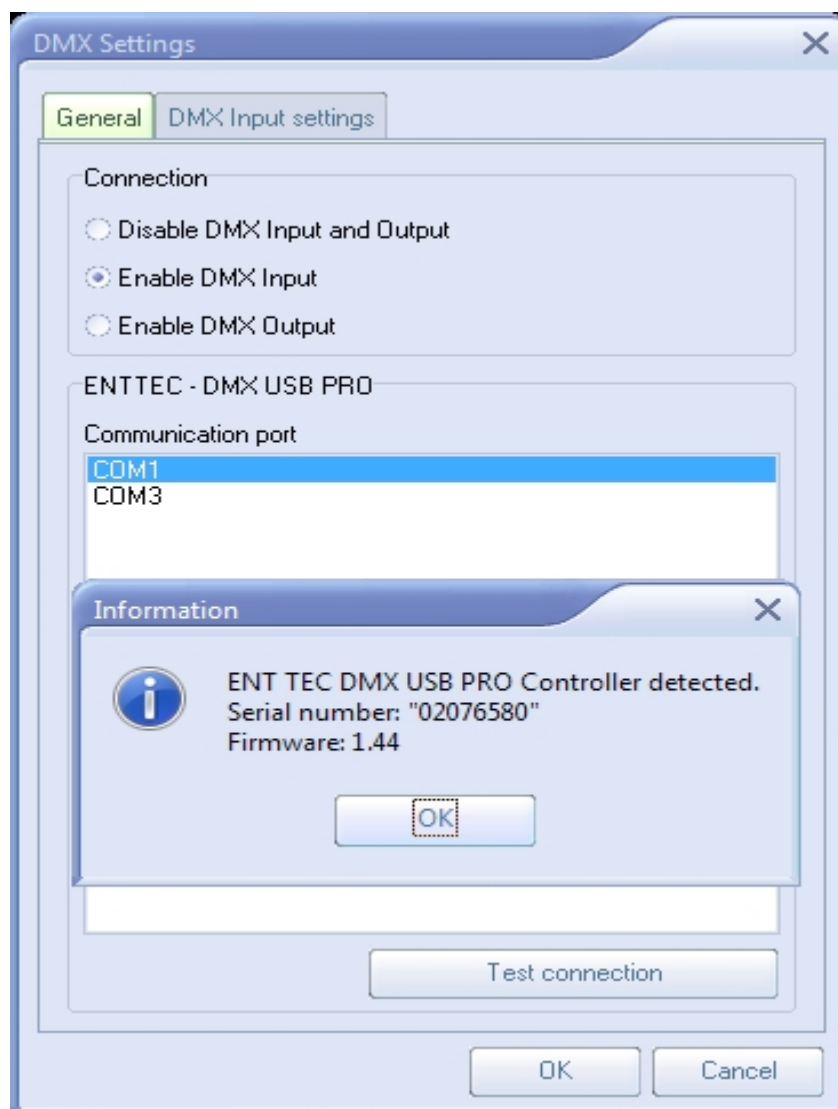 DMX Settings
General
DMX Input settings
Connection
Disable DMX Input and Output
Enable DMX Input
Enable DMX Output
ENTTEC - DMX USB PRO
Communication port
COM1
COM3
Information
ENT TEC DMX USB PRO Controller detected.
Serial number: "02076580"
Firmware: 1.44
OK
Test connection
OK
Cancel